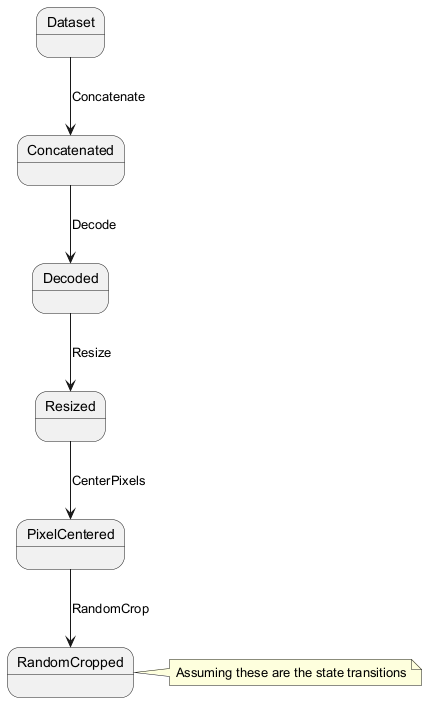 Dataset
Concatenate
Concatenated
Decode
Decoded
Resize
Resized
CenterPixels
PixelCentered
RandomCrop
RandomCropped
Assuming these are the state transitions